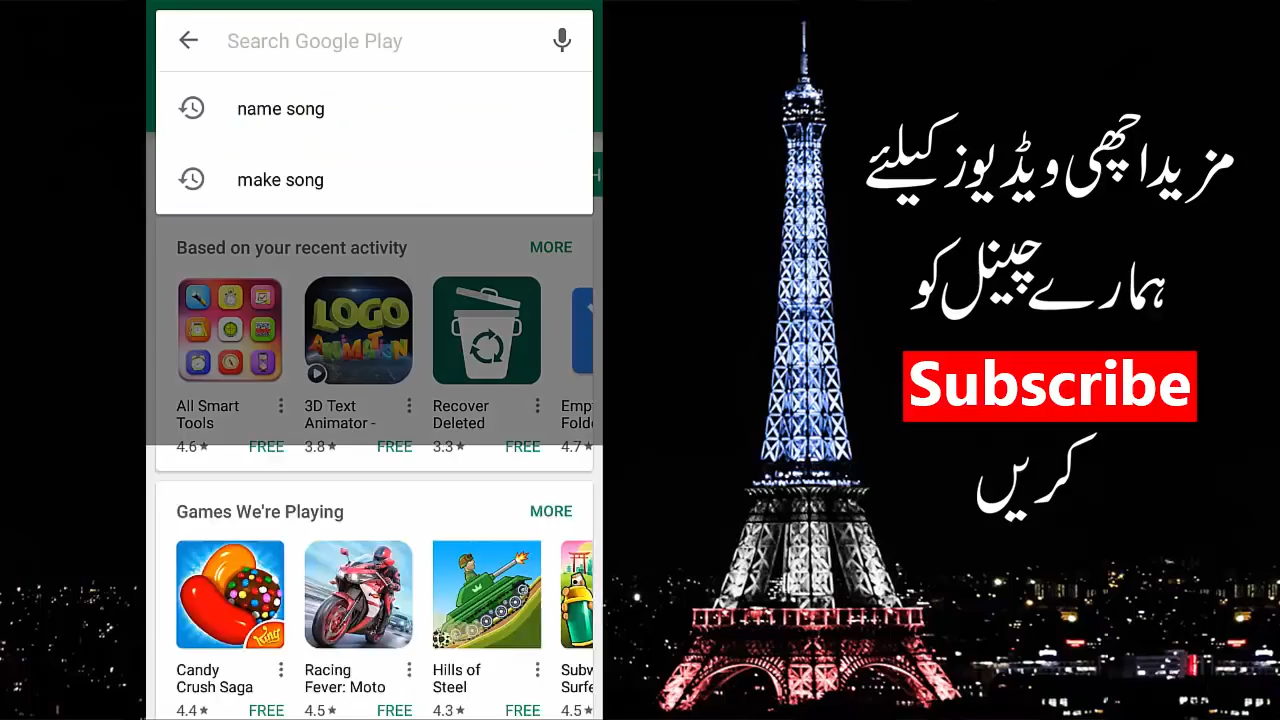 Search Google Play
name song
make song
Based on your recent activity
MORE
LOGO
All Smart Tools
3D Text Animator -
Recover Deleted
4.6★ FREE
3.8★ FREE
3.3★ FREE
4.7★
Games We're Playing
MORE
King
Candy Crush Saga
Racing Fever: Moto
Hills of Steel
4.4★ FREE
4.5★ FREE
4.3★ FREE
4.5★
مزید اچھی ویڈیوز کیلئے
ہمارے چینل کو
Subscribe
کریں